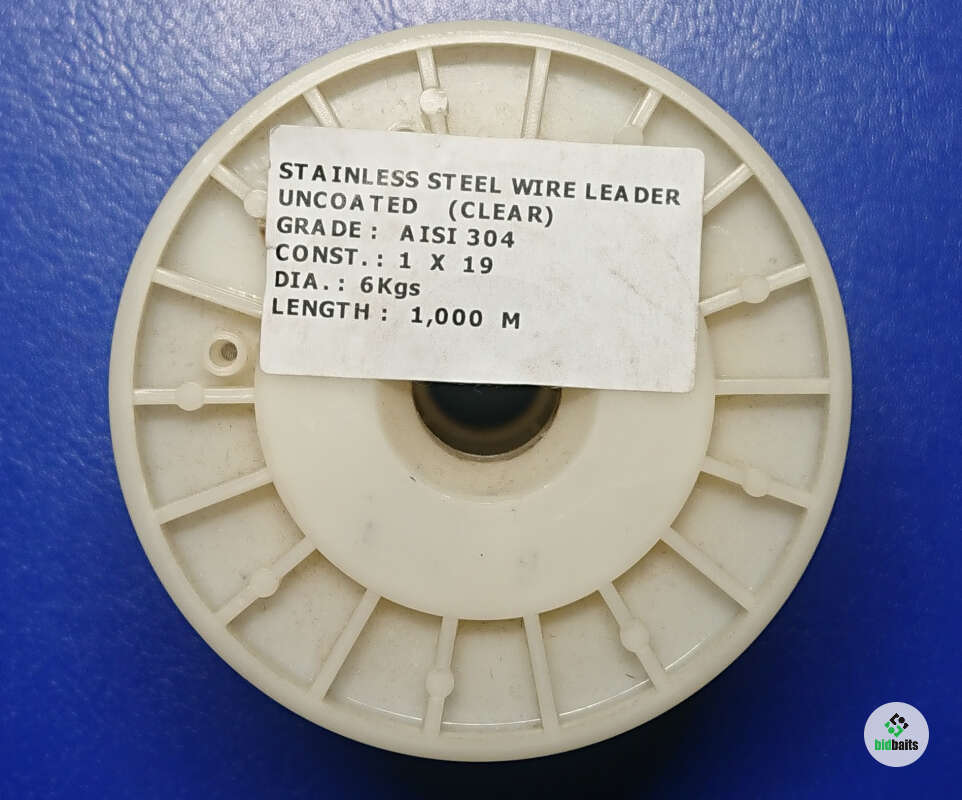 STAINLESS STEEL WIRE LEADER
UNCOATED (CLEAR)
GRADE : AISI 304
CONST. : 1 X 19
DIA. : 6Kgs
LENGTH : 1,000 M
bidbaits